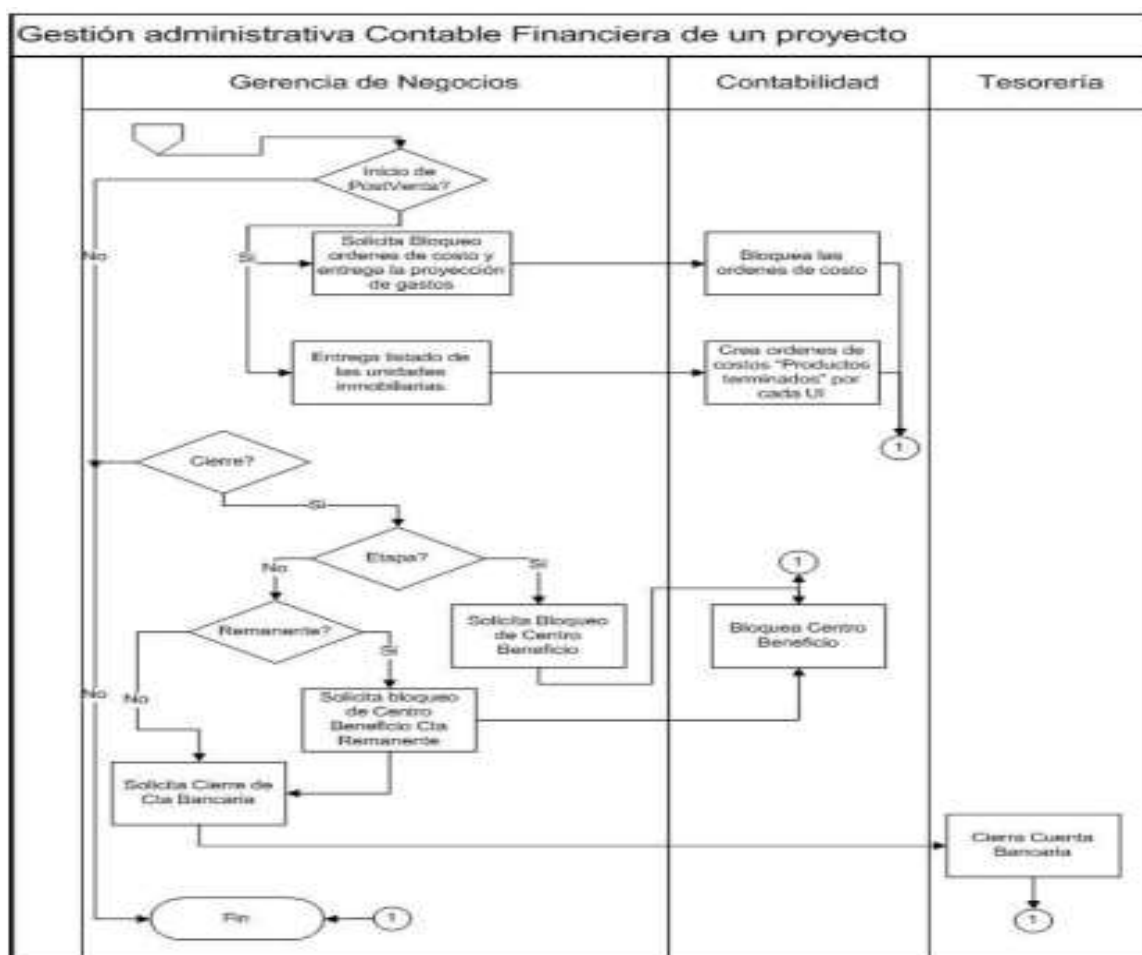 Gestión administrativa Contable Financiera de un proyecto
Gerencia de Negocios
Contabilidad
Tesorería
Inicio de
PostVenta?
No
Si
Solicita Bloqueo
ordenes de costo y
entrega la proyección
de gastos
Bloquea las
ordenes de costo
Entrega listado de
las unidades
inmobiliarias
Crea ordenes de
costos "Productos
terminados" por
cada UI
1
Cierre?
Si
Etapa?
No
Si
1
Remanente?
Solicita Bloqueo
de Centro
Beneficio
Bloquea Centro
Beneficio
Si
No
No
Solicita bloqueo
de Centro
Beneficio Cta
Remanente
Solicita Cierre de
Cta Bancaria
Cierra Cuenta
Bancaria
Fin
1
1